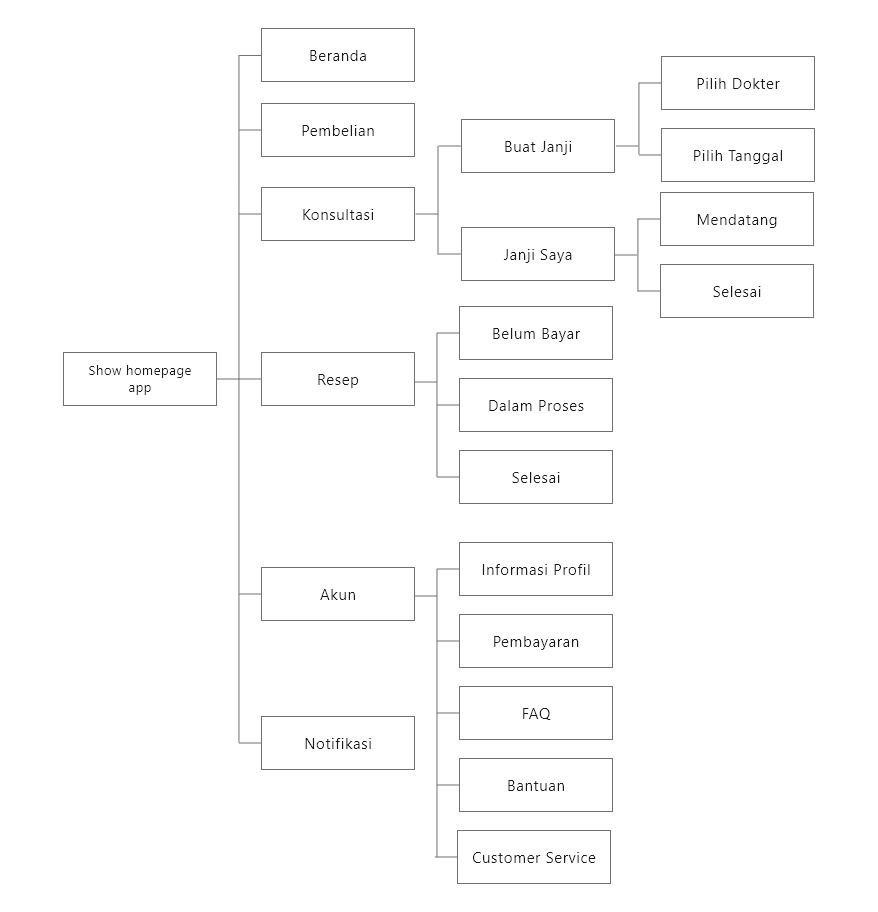 Show homepage
app
Beranda
Pembelian
Konsultasi
Buat Janji
Pilih Dokter
Pilih Tanggal
Janji Saya
Mendatang
Selesai
Resep
Belum Bayar
Dalam Proses
Selesai
Akun
Informasi Profil
Pembayaran
FAQ
Bantuan
Customer Service
Notifikasi